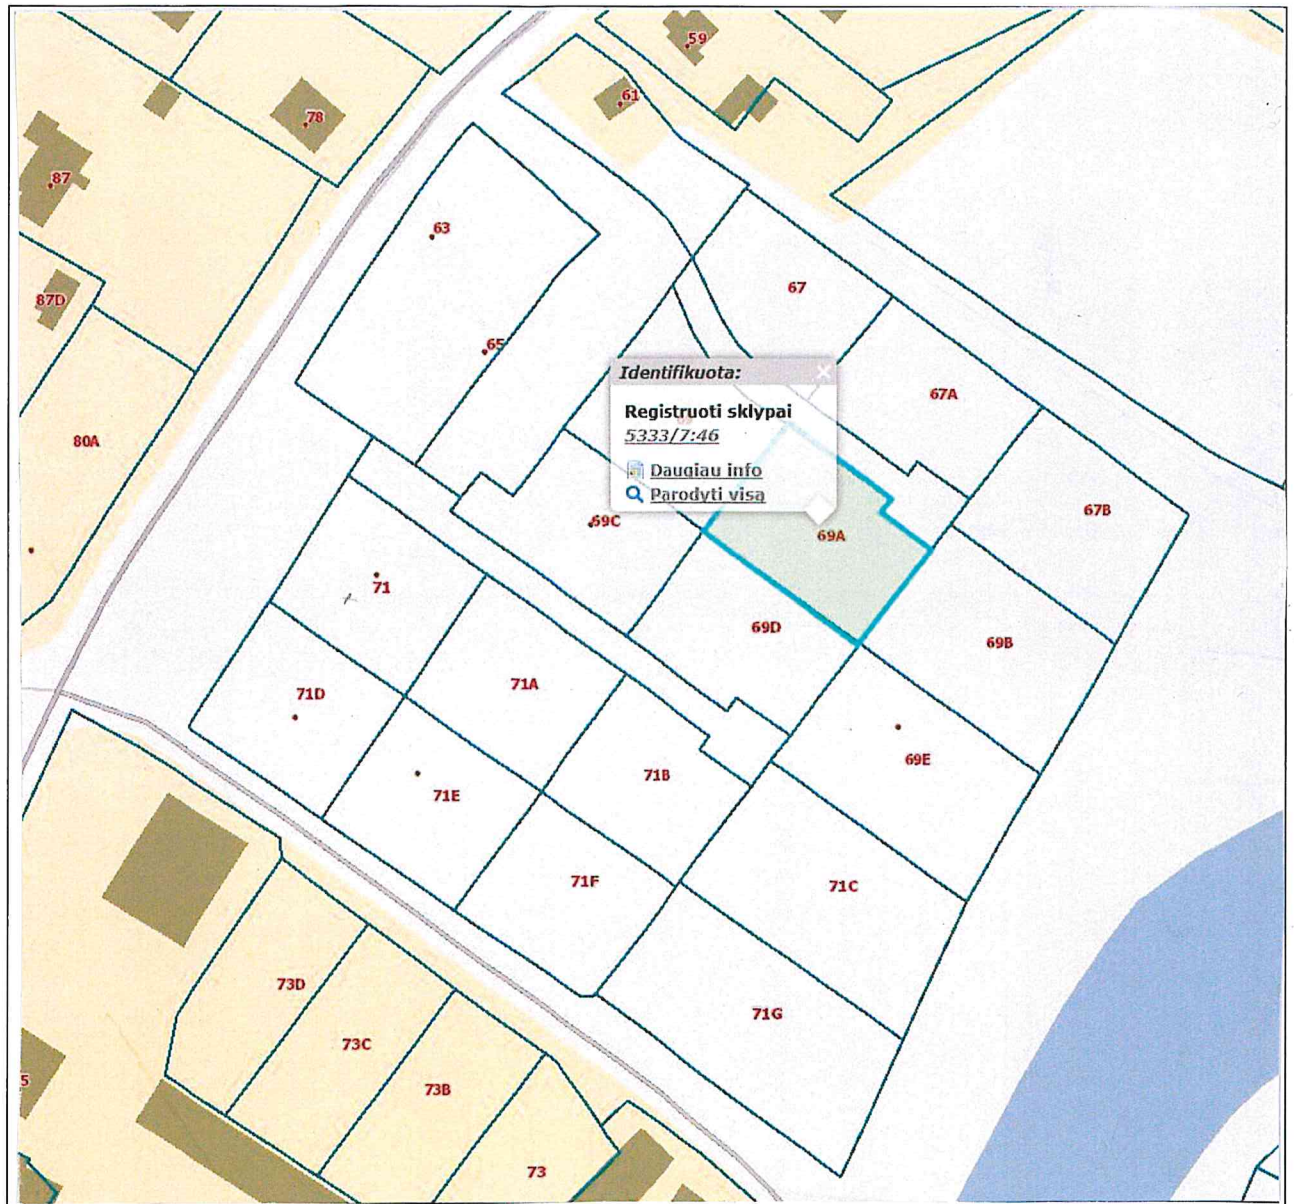 59
61
78
87
63
87D
67
65
Identifikuota:
67A
Registruoti sklypai
5333/7:46
80A
Daugiau info
Parodyti visą
67B
69C
69A
71
69D
69B
71A
71D
69E
71B
71E
71F
71C
73D
71G
73C
5
73B
73